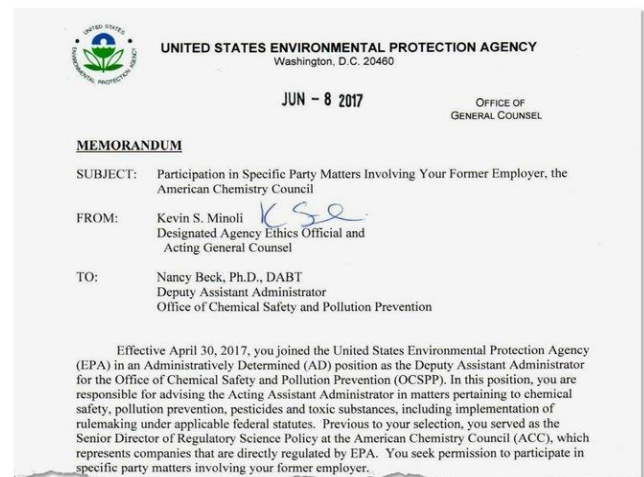 UNITED STATES
ENVIRONMENTAL PROTECTION AGENCY
UNITED STATES ENVIRONMENTAL PROTECTION AGENCY
Washington, D.C. 20460
JUN - 8 2017
OFFICE OF
GENERAL COUNSEL
MEMORANDUM
SUBJECT: Participation in Specific Party Matters Involving Your Former Employer, the
American Chemistry Council
FROM: Kevin S. Minoli
Designated Agency Ethics Official and
Acting General Counsel
TO: Nancy Beck, Ph.D., DABT
Deputy Assistant Administrator
Office of Chemical Safety and Pollution Prevention
Effective April 30, 2017, you joined the United States Environmental Protection Agency
(EPA) in an Administratively Determined (AD) position as the Deputy Assistant Administrator
for the Office of Chemical Safety and Pollution Prevention (OCSPP). In this position, you are
responsible for advising the Acting Assistant Administrator in matters pertaining to chemical
safety, pollution prevention, pesticides and toxic substances, including implementation of
rulemaking under applicable federal statutes. Previous to your selection, you served as the
Senior Director of Regulatory Science Policy at the American Chemistry Council (ACC), which
represents companies that are directly regulated by EPA. You seek permission to participate in
specific party matters involving your former employer.